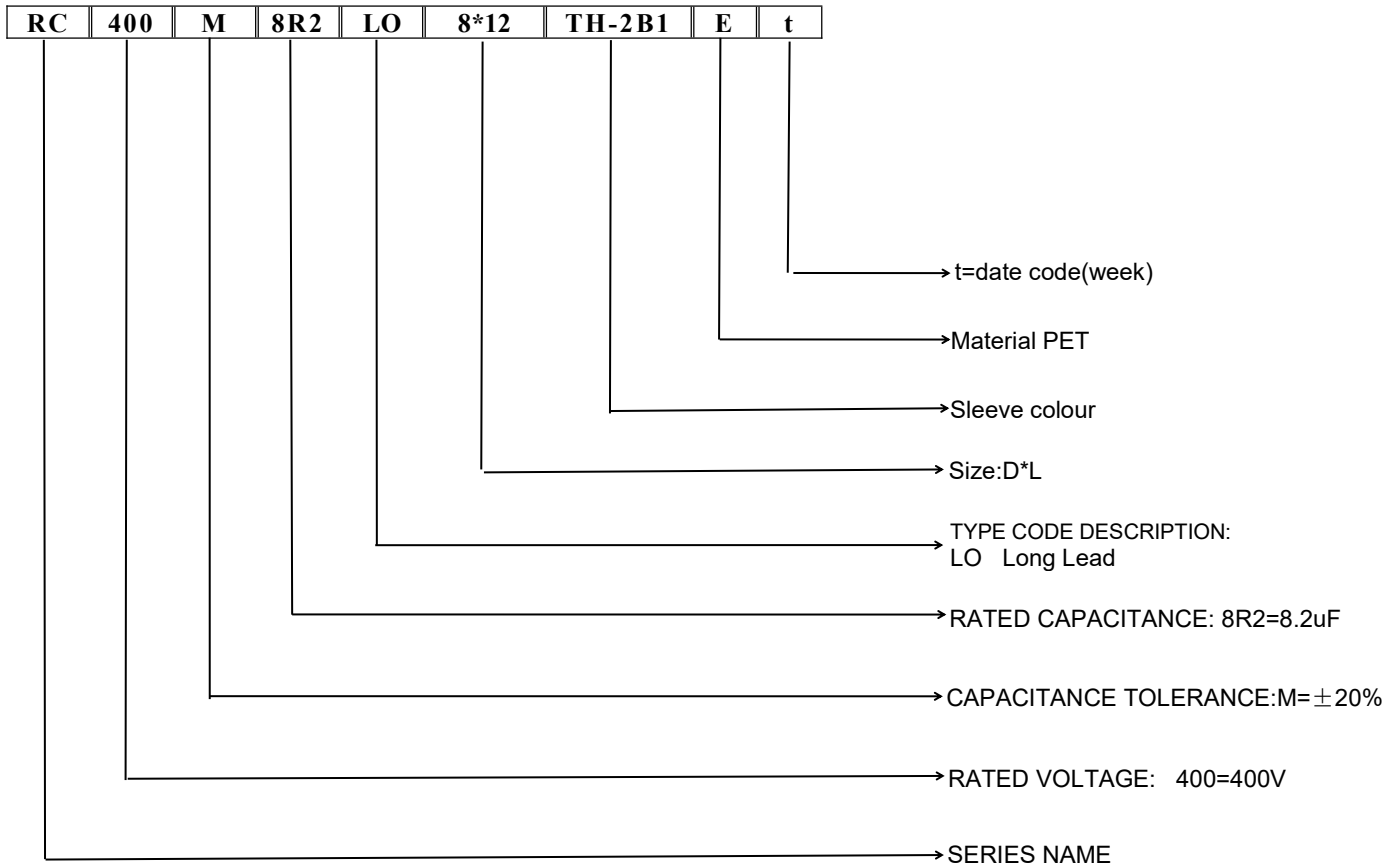 RC 400 M 8R2 LO 8*12 TH-2B1 E t
t=date code(week)
Material PET
Sleeve colour
Size:D*L
TYPE CODE DESCRIPTION:
LO Long Lead
RATED CAPACITANCE: 8R2=8.2uF
CAPACITANCE TOLERANCE:M=±20%
RATED VOLTAGE: 400=400V
SERIES NAME